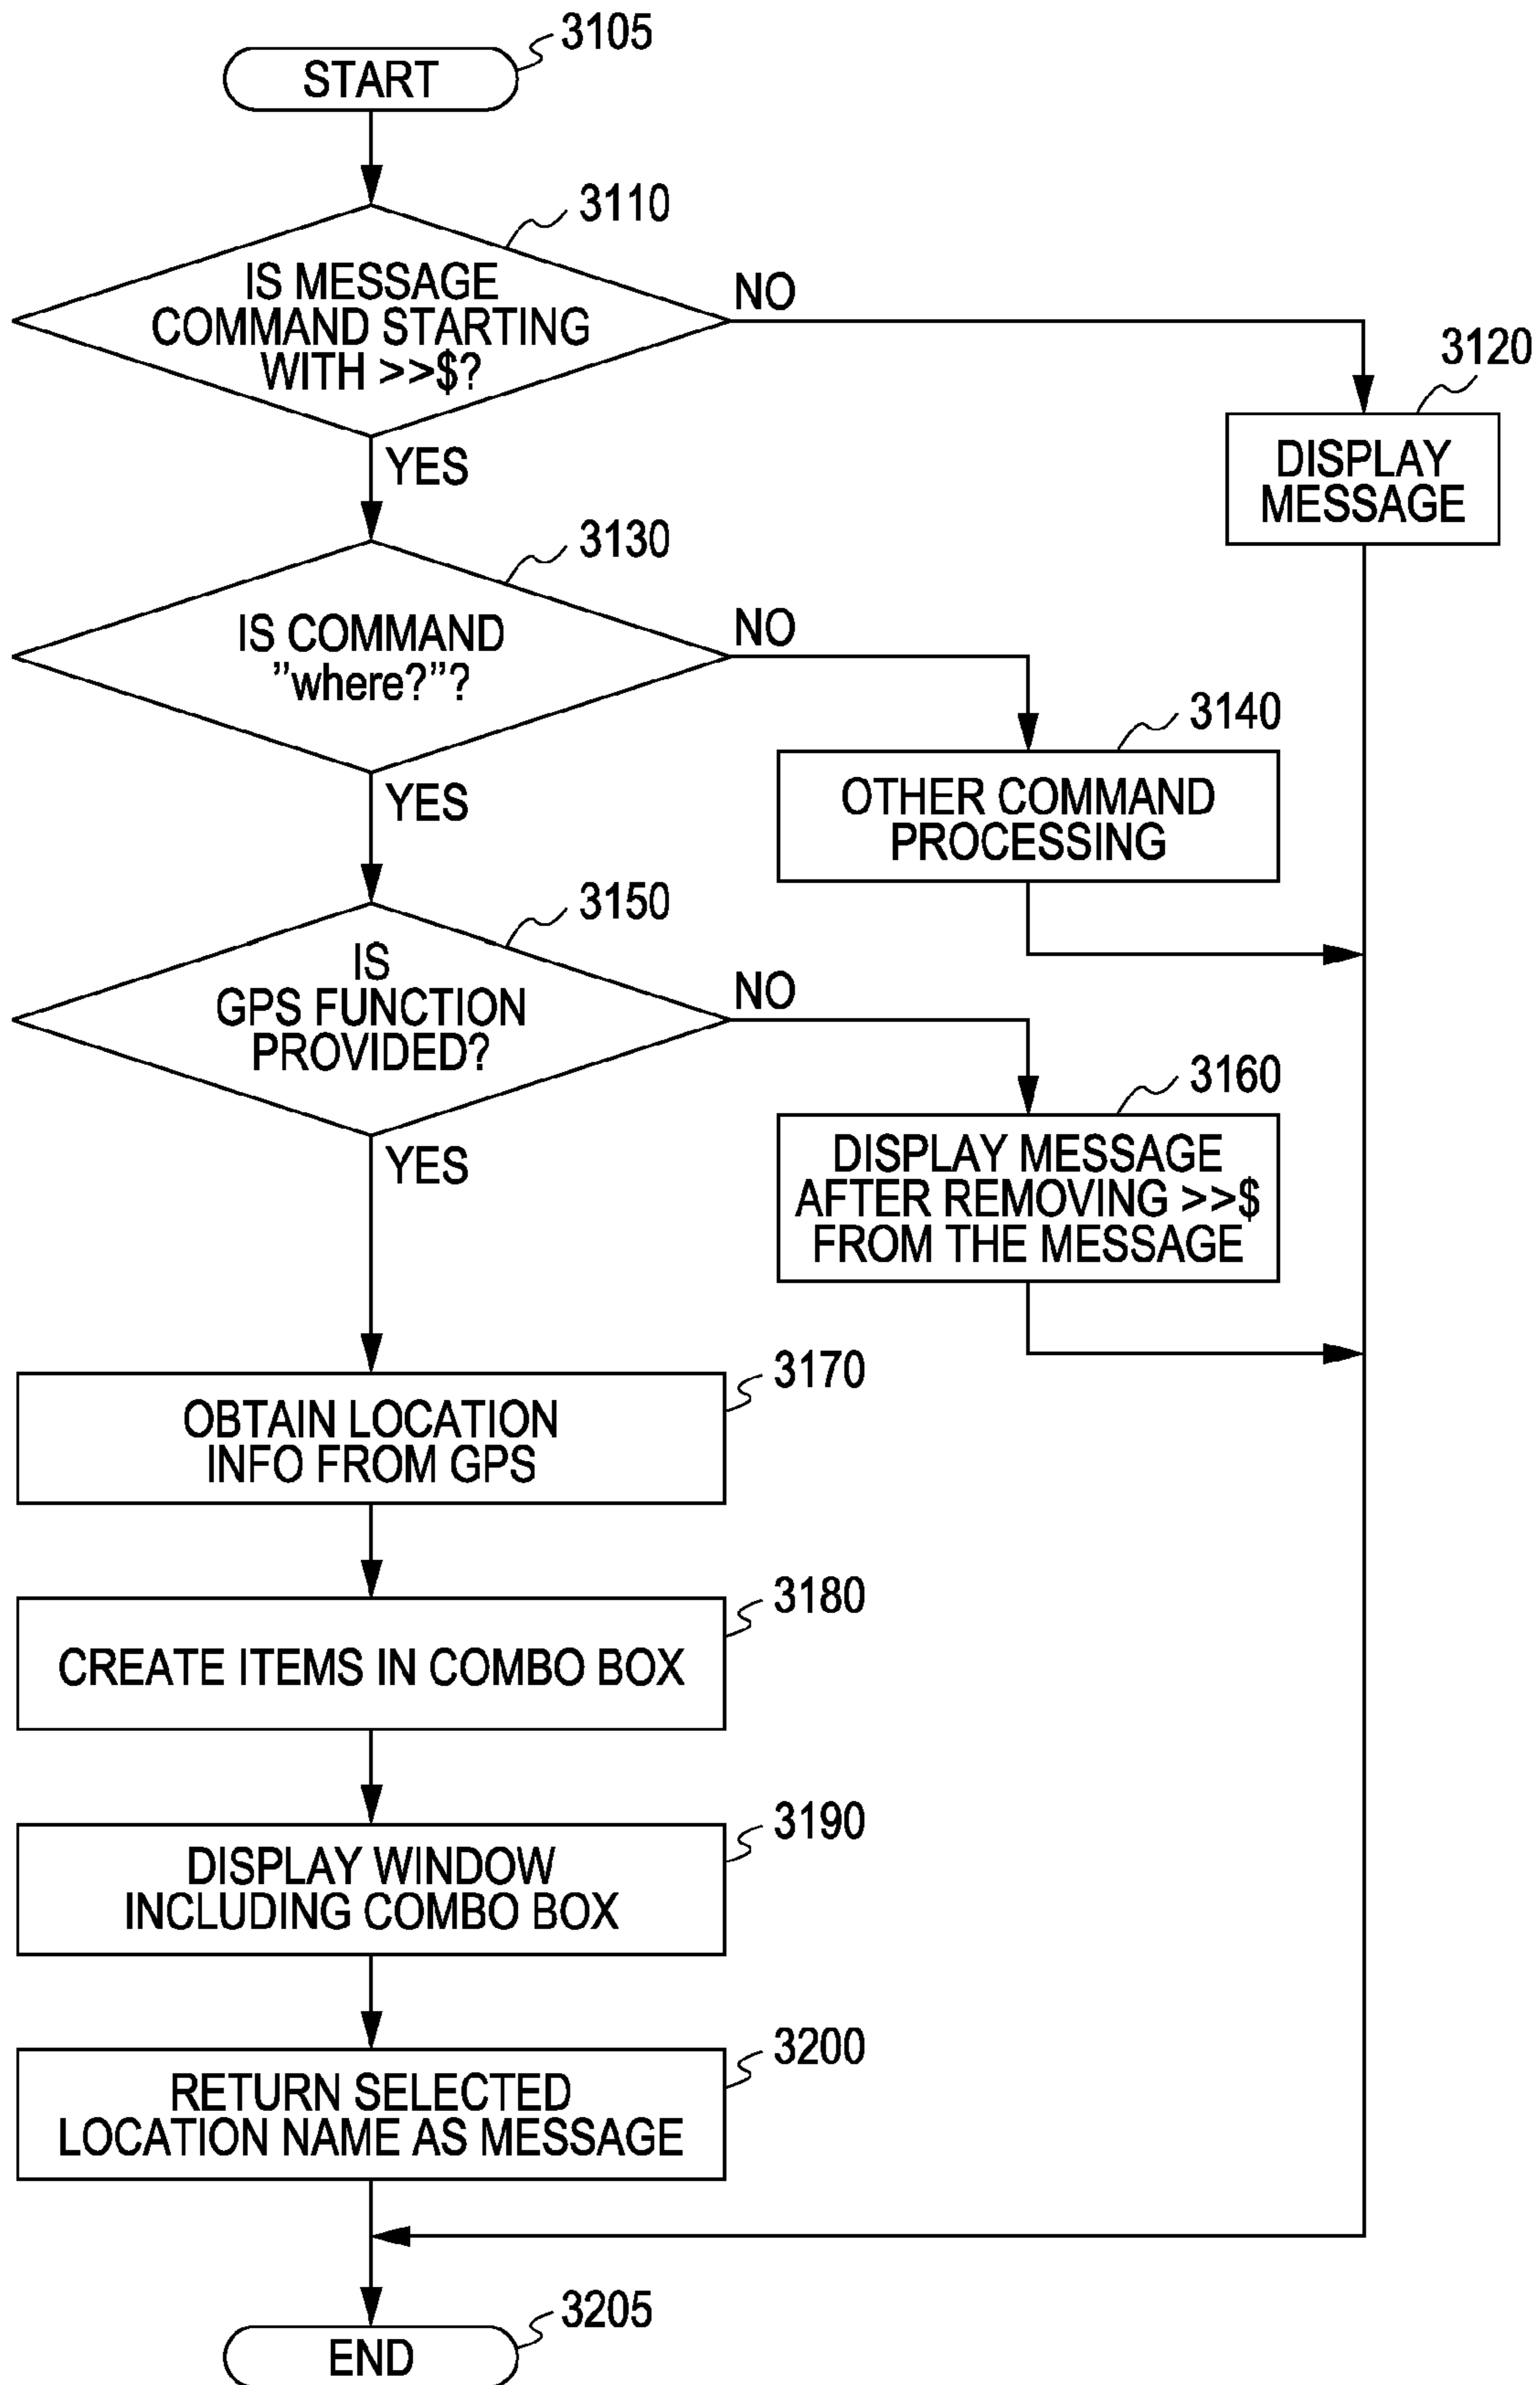 3105
START
3110
IS MESSAGE
COMMAND STARTING
WITH >>$?
NO
YES
3120
DISPLAY
MESSAGE
3130
IS COMMAND
”where?”?
NO
YES
3140
OTHER COMMAND
PROCESSING
3150
IS
GPS FUNCTION
PROVIDED?
NO
YES
3160
DISPLAY MESSAGE
AFTER REMOVING >>$
FROM THE MESSAGE
3170
OBTAIN LOCATION
INFO FROM GPS
3180
CREATE ITEMS IN COMBO BOX
3190
DISPLAY WINDOW
INCLUDING COMBO BOX
3200
RETURN SELECTED
LOCATION NAME AS MESSAGE
3205
END